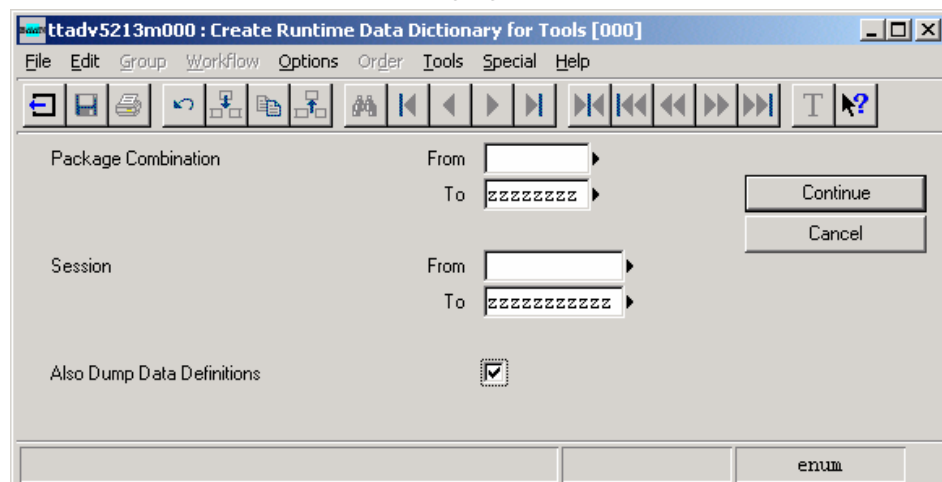 ttadv5213m000 : Create Runtime Data Dictionary for Tools [000]
File Edit Group Workflow Options Order Tools Special Help
T ?
Package Combination From
To zzzzzzzz
Continue
Cancel
Session From
To zzzzzzzzzzz
Also Dump Data Definitions
enum